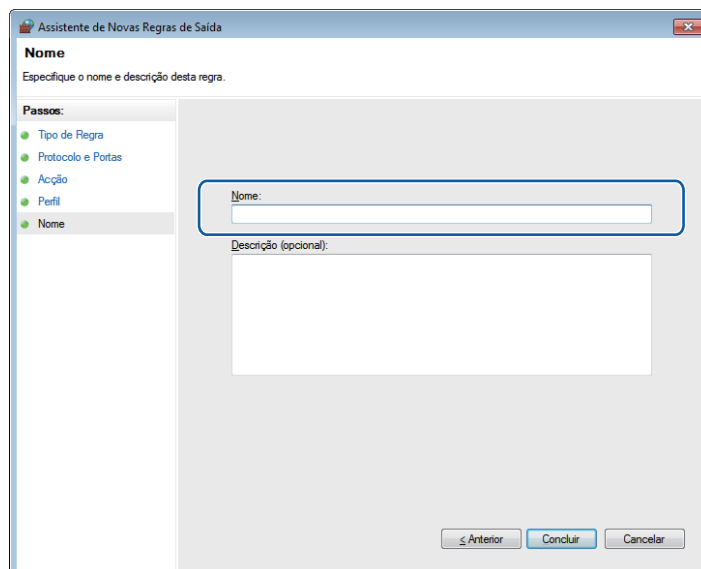 Assistente de Novas Regras de Saída
Nome
Especifique o nome e descrição desta regra.
Passos:
Tipo de Regra
Protocolo e Portas
Acção
Perfil
Nome
Nome:
Descrição (opcional):
< Anterior
Concluir
Cancelar